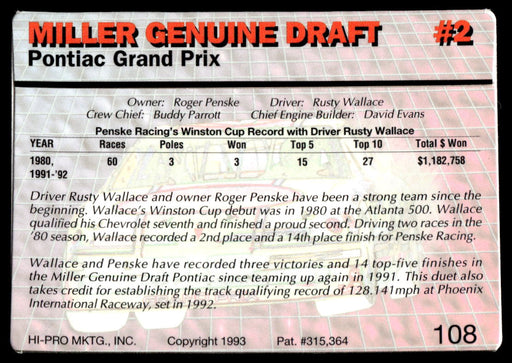 MILLER GENUINE DRAFT #2
Pontiac Grand Prix
Owner: Roger Penske Driver: Rusty Wallace
Crew Chief: Buddy Parrott Chief Engine Builder: David Evans
Penske Racing's Winston Cup Record with Driver Rusty Wallace
YEAR Races Poles Won Top 5 Top 10 Total $ Won
1980, 60 3 3 15 27 $1,182,758
1991-'92
Driver Rusty Wallace and owner Roger Penske have been a strong team since the
beginning. Wallace's Winston Cup debut was in 1980 at the Atlanta 500. Wallace
qualified his Chevrolet seventh and finished a proud second. Driving two races in the
'80 season, Wallace recorded a 2nd place and a 14th place finish for Penske Racing.
Wallace and Penske have recorded three victories and 14 top-five finishes in
the Miller Genuine Draft Pontiac since teaming up again in 1991. This duet also
takes credit for establishing the track qualifying record of 128.141mph at Phoenix
International Raceway, set in 1992.
HI-PRO MKTG., INC. Copyright 1993 Pat. #315,364 108